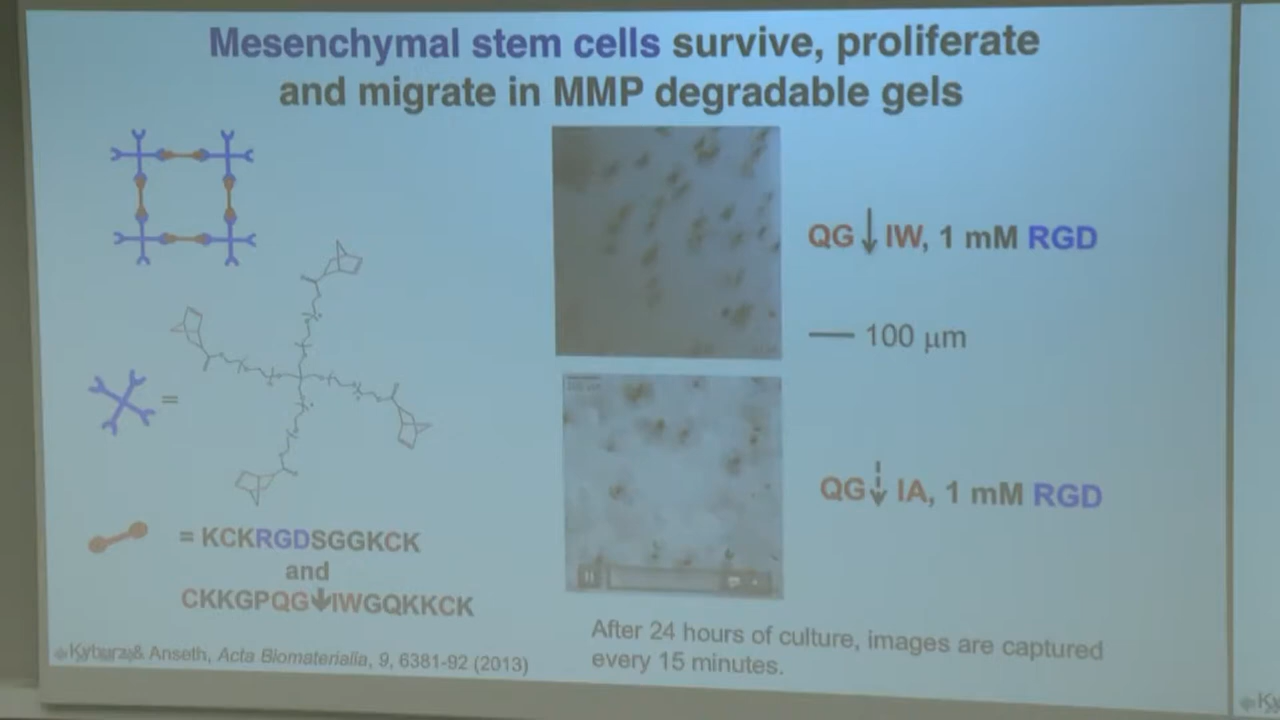 Mesenchymal stem cells survive, proliferate
and migrate in MMP degradable gels
QG↓IW, 1 mM RGD
100 μm
=
QG⇣IA, 1 mM RGD
= KCKRGDSGGKCK
and
CKKGPQG↓IWGQKKCK
After 24 hours of culture, images are captured
every 15 minutes.
Kyburz & Anseth, Acta Biomaterialia, 9, 6381-92 (2013)